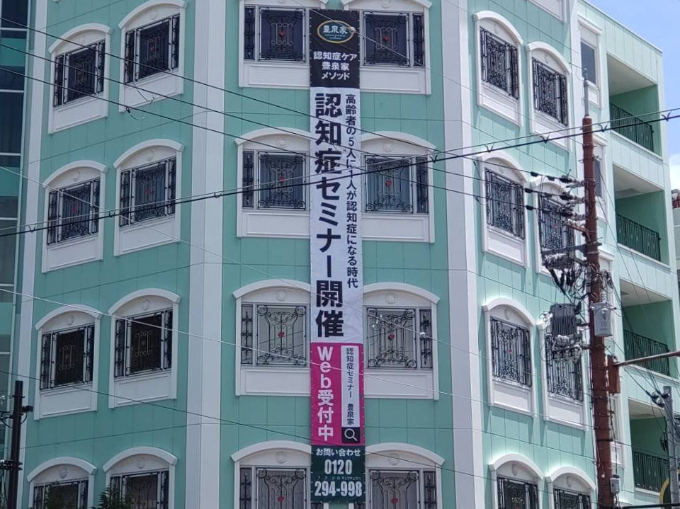 豊泉家
認知症ケア
豊泉家
メソッド
高齢者の5人に1人が認知症になる時代
認知症セミナー開催
Web受付中
認知症セミナー 豊泉家
お問い合わせ
0120
294-998